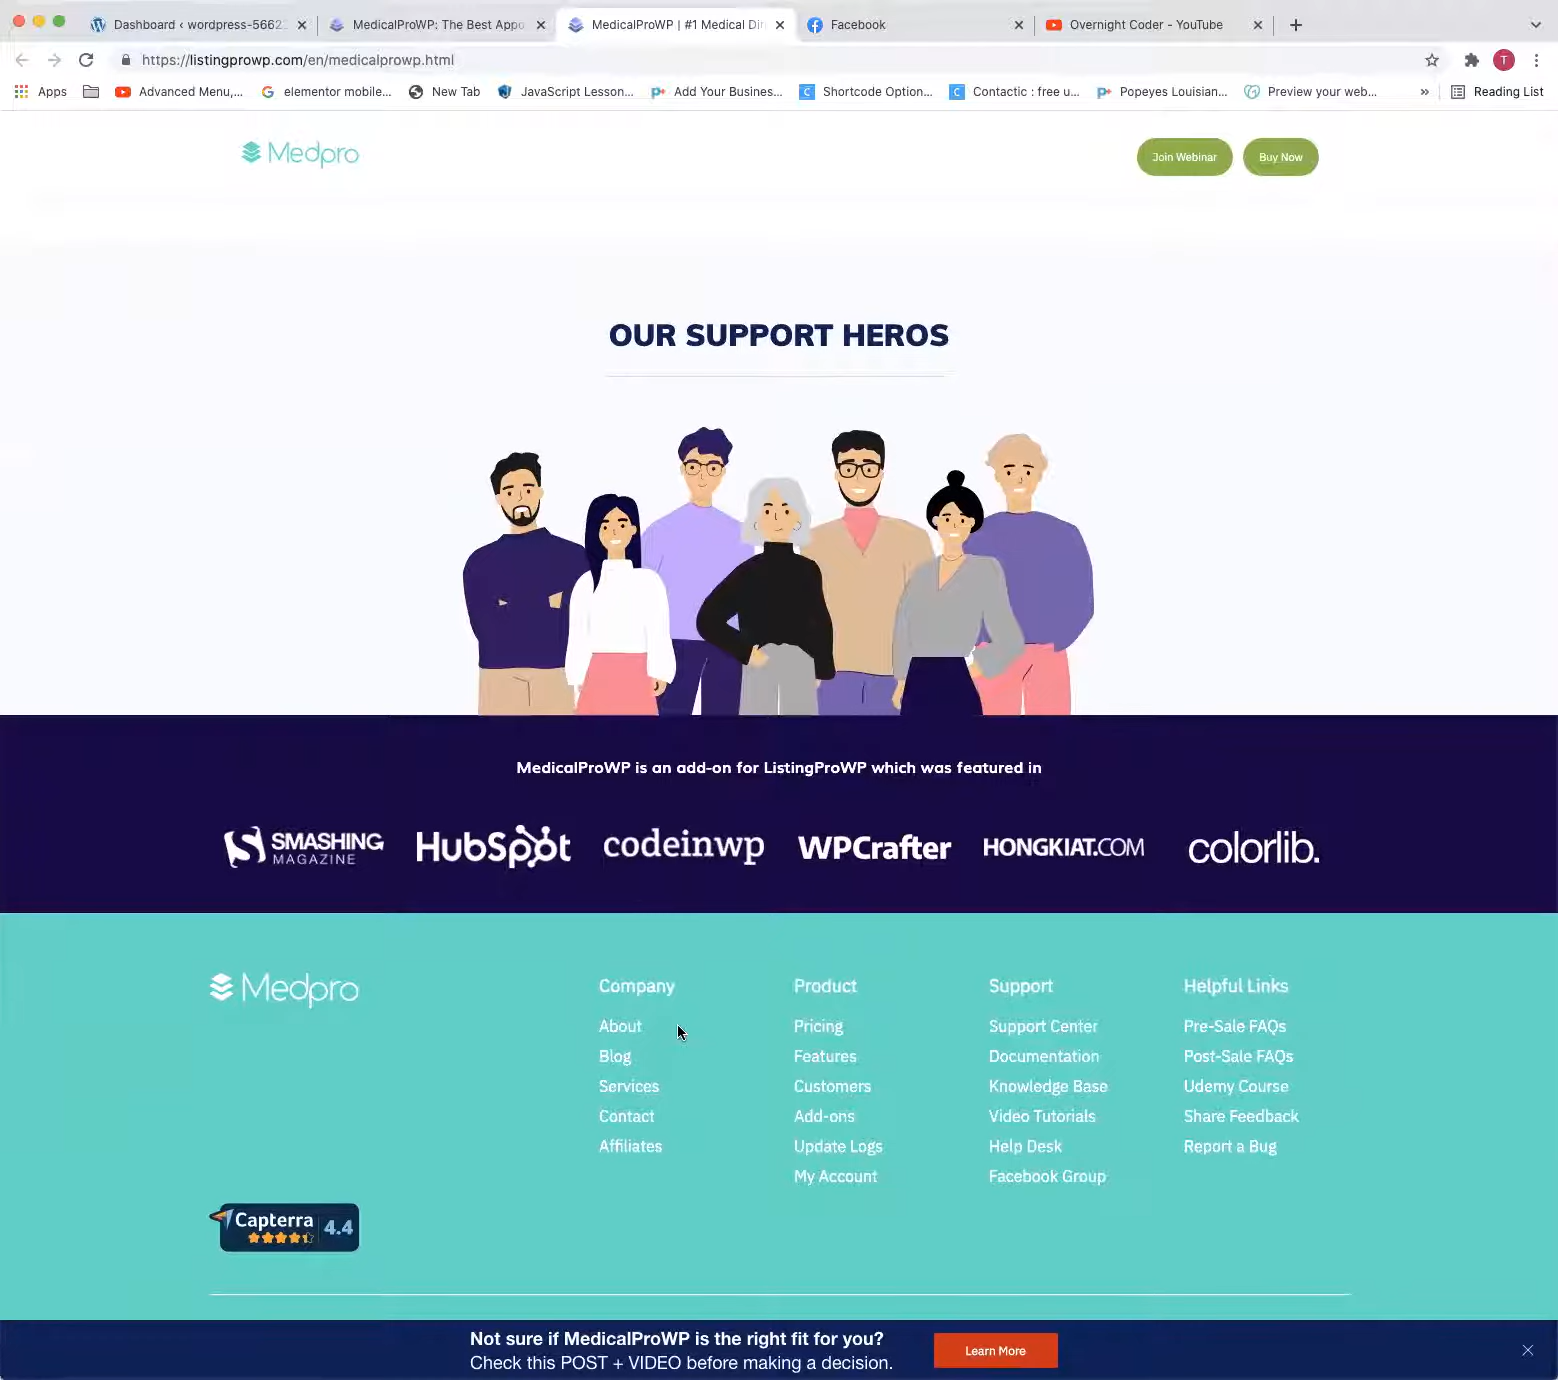 Dashboard ‹ wordpress-5662
MedicalProWP: The Best Appo
MedicalProWP | #1 Medical Dir
Facebook
Overnight Coder - YouTube
https://listingprowp.com/en/medicalprowp.html
T
Apps
Advanced Menu,...
elementor mobile...
New Tab
JavaScript Lesson...
Add Your Busines...
Shortcode Option...
Contactic : free u...
Popeyes Louisian...
Preview your web...
»
Reading List
Medpro
Join Webinar
Buy Now
OUR SUPPORT HEROS
MedicalProWP is an add-on for ListingProWP which was featured in
SMASHING
MAGAZINE
HubSpot
codeinwp
WPCrafter
HONGKIAT.COM
colorlib.
Medpro
Company
About
Blog
Services
Contact
Affiliates
Product
Pricing
Features
Customers
Add-ons
Update Logs
My Account
Support
Support Center
Documentation
Knowledge Base
Video Tutorials
Help Desk
Facebook Group
Helpful Links
Pre-Sale FAQs
Post-Sale FAQs
Udemy Course
Share Feedback
Report a Bug
Capterra
4.4
Not sure if MedicalProWP is the right fit for you?
Check this POST + VIDEO before making a decision.
Learn More